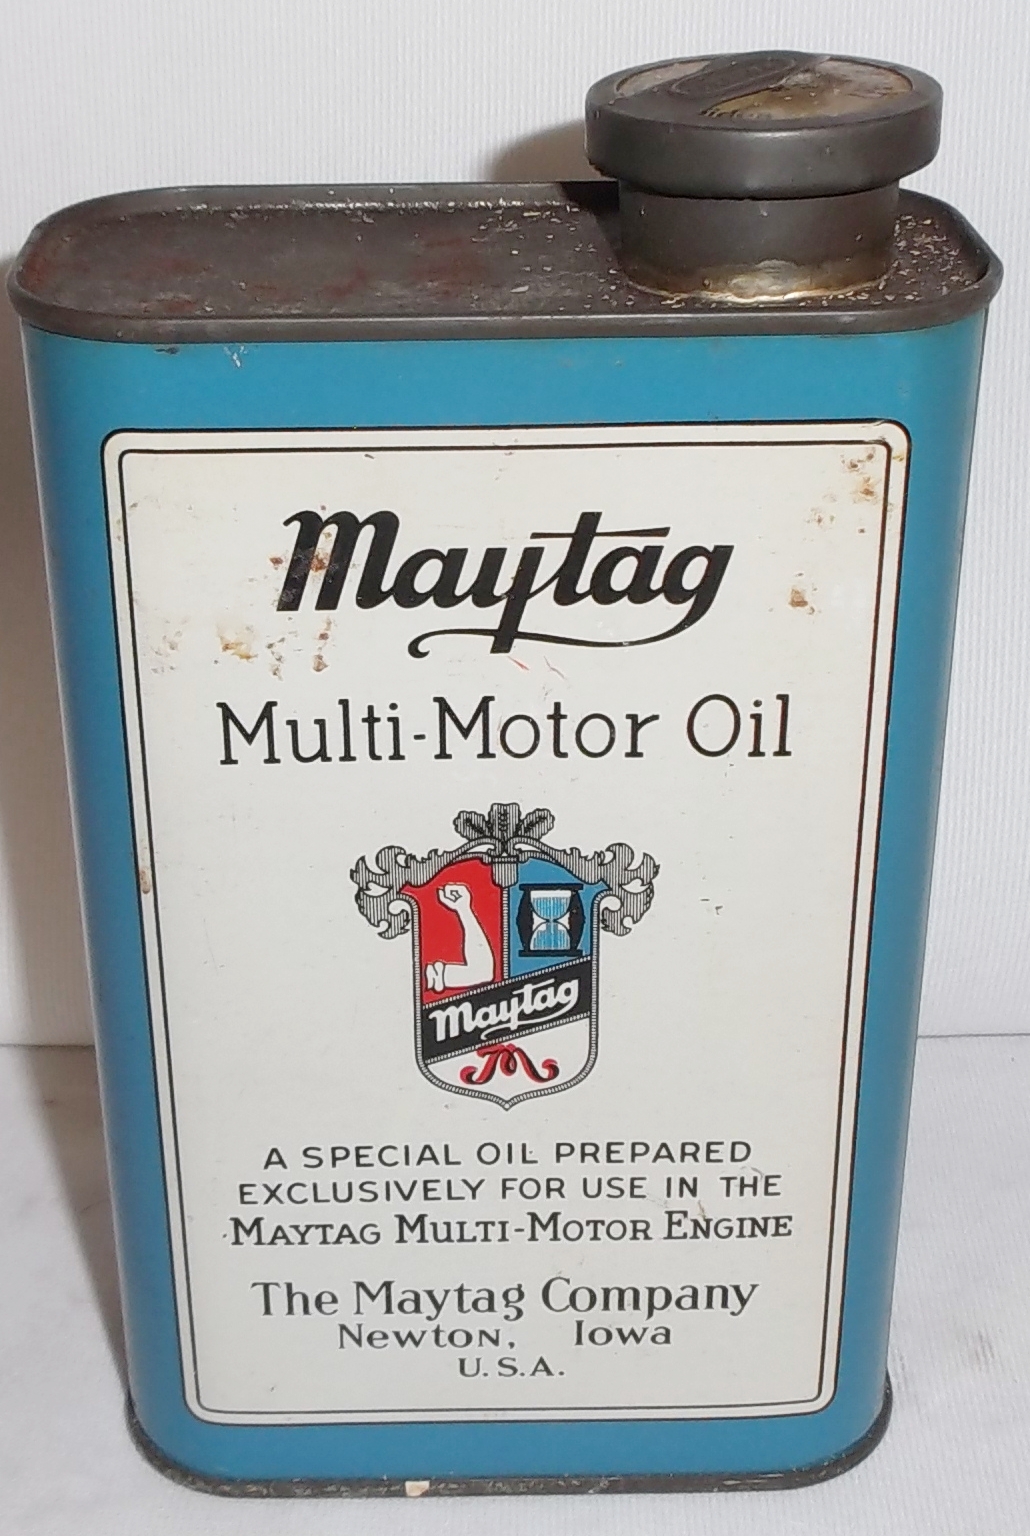 Maytag
Multi-Motor Oil
Maytag
M
A SPECIAL OIL PREPARED
EXCLUSIVELY FOR USE IN THE
MAYTAG MULTI-MOTOR ENGINE
The Maytag Company
Newton, Iowa
U.S.A.